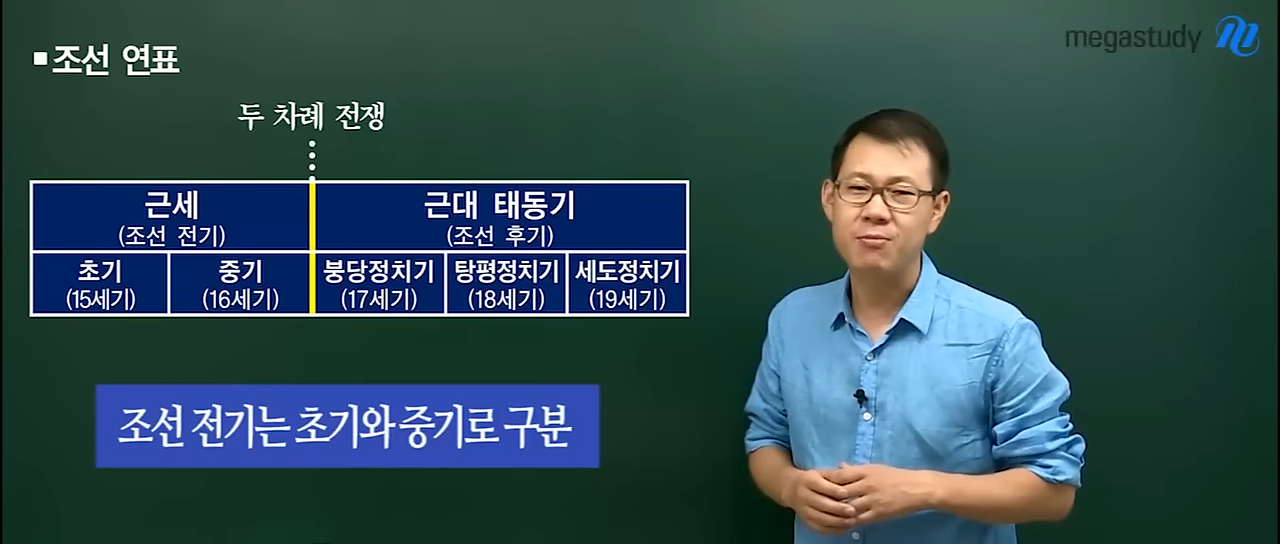 ▪조선 연표
megastudy
두 차례 전쟁
근세
(조선 전기)
근대 태동기
(조선 후기)
초기
(15세기)
중기
(16세기)
붕당정치기
(17세기)
탕평정치기
(18세기)
세도정치기
(19세기)
조선 전기는 초기와 중기로 구분